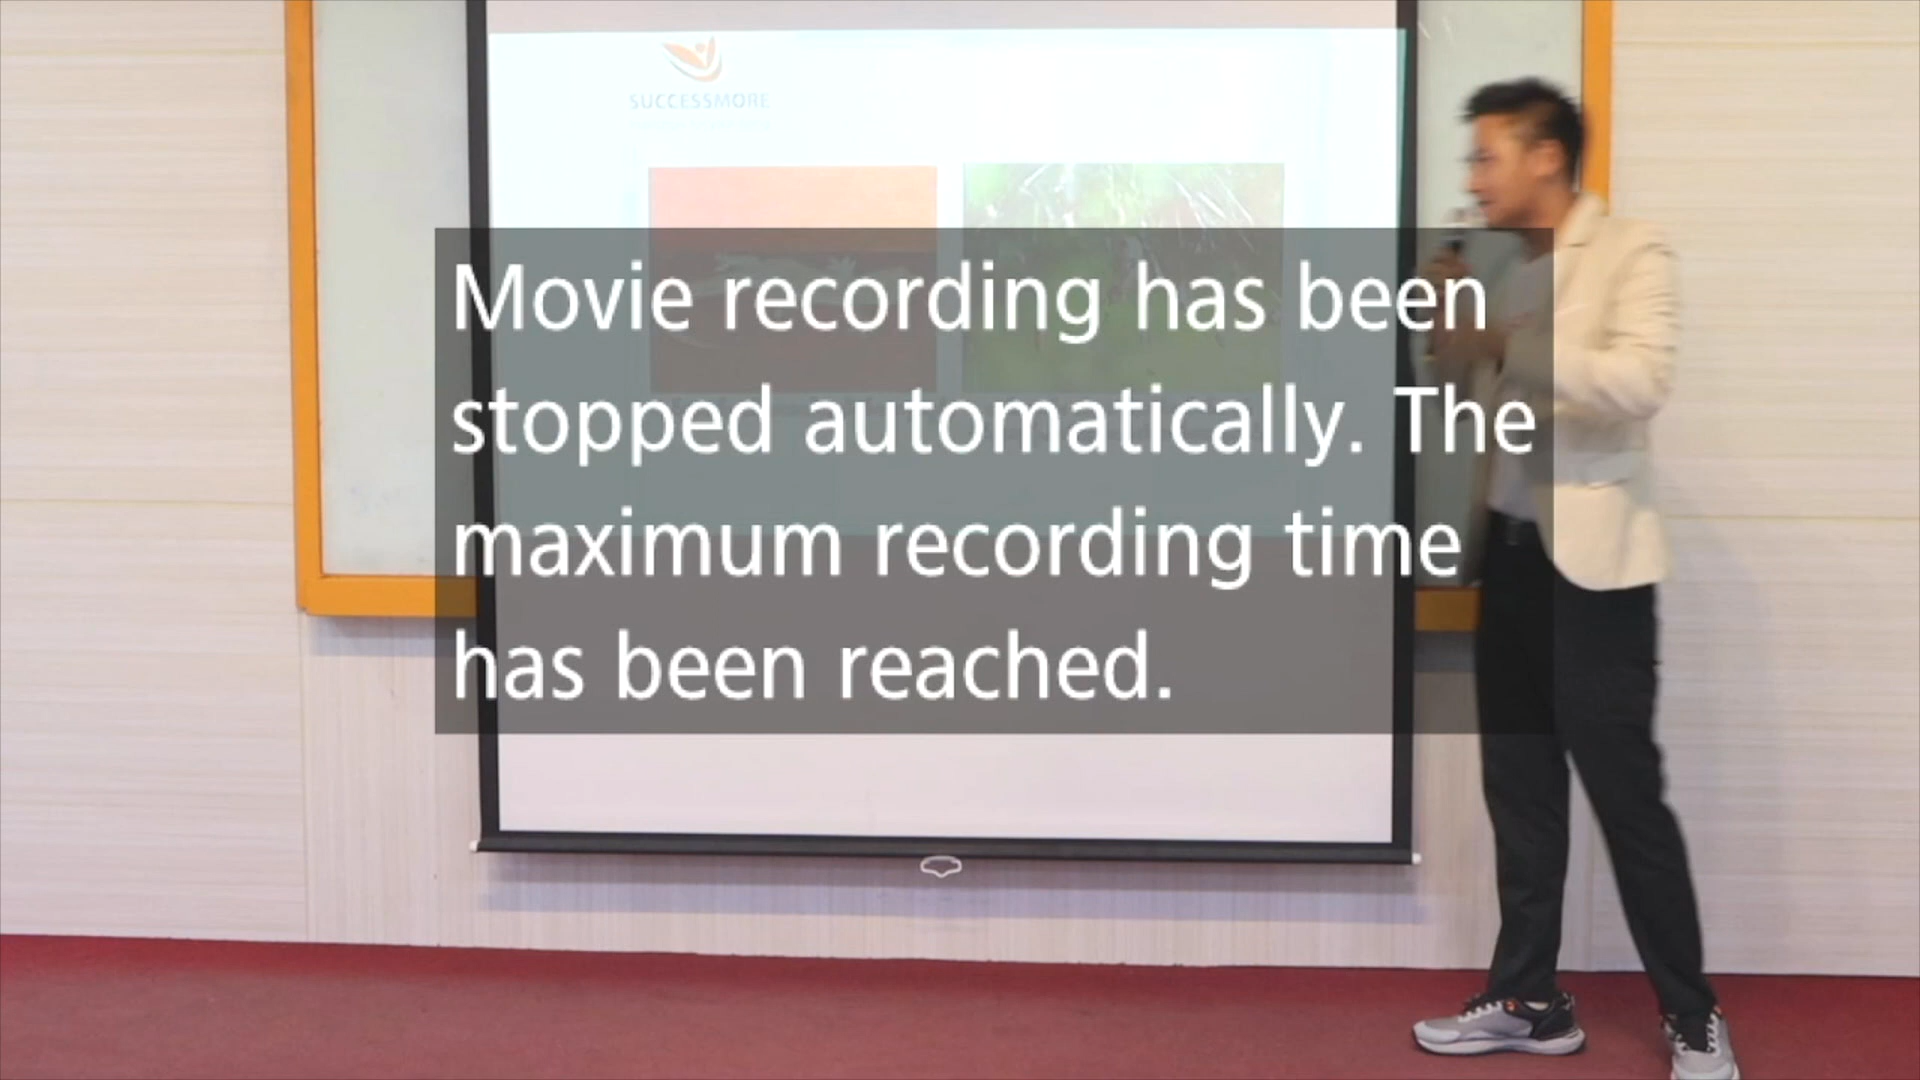 SUCCESSMORE
Movie recording has been
stopped automatically. The
maximum recording time
has been reached.